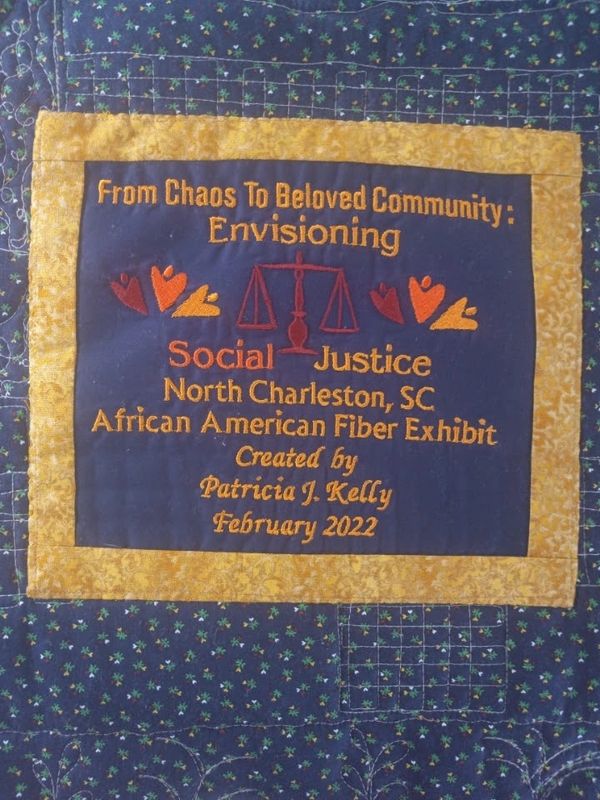 From Chaos To Beloved Community:
Envisioning
Social Justice
North Charleston, SC
African American Fiber Exhibit
Created by
Patricia J. Kelly
February 2022